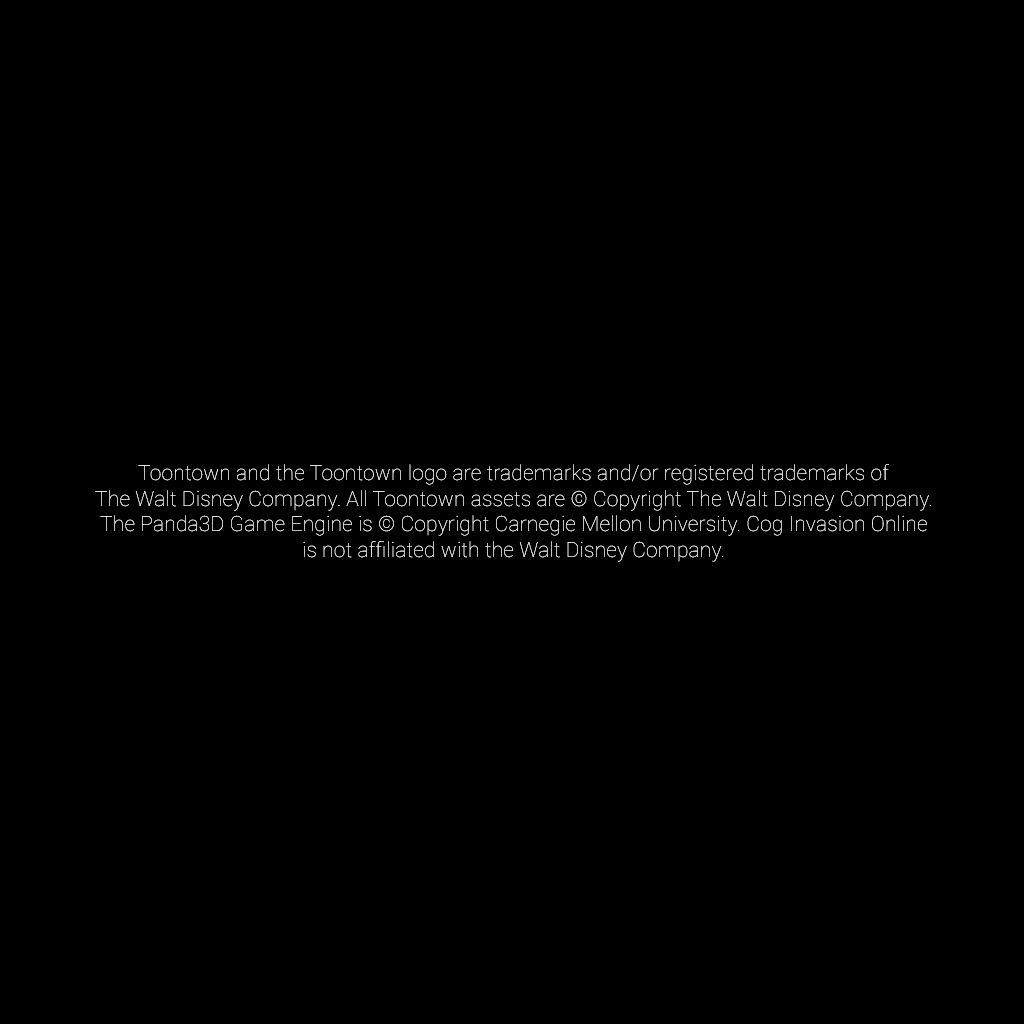 Toontown and the Toontown logo are trademarks and/or registered trademarks of
The Walt Disney Company. All Toontown assets are © Copyright The Walt Disney Company.
The Panda3D Game Engine is © Copyright Carnegie Mellon University. Cog Invasion Online
is not affiliated with the Walt Disney Company.